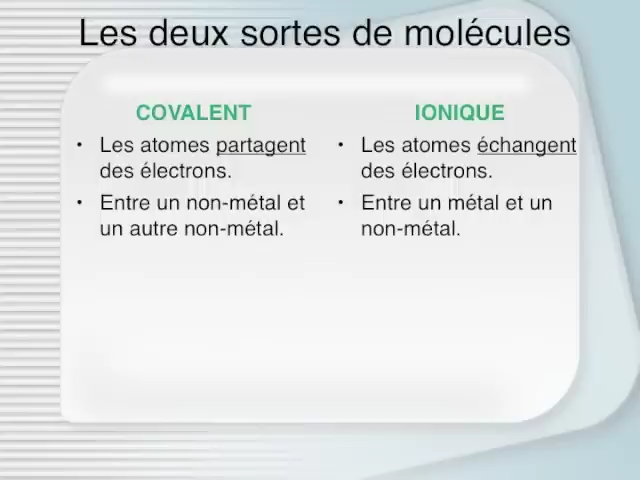 Les deux sortes de molécules
COVALENT
• Les atomes partagent
des électrons.
• Entre un non-métal et
un autre non-métal.
IONIQUE
• Les atomes échangent
des électrons.
• Entre un métal et un
non-métal.